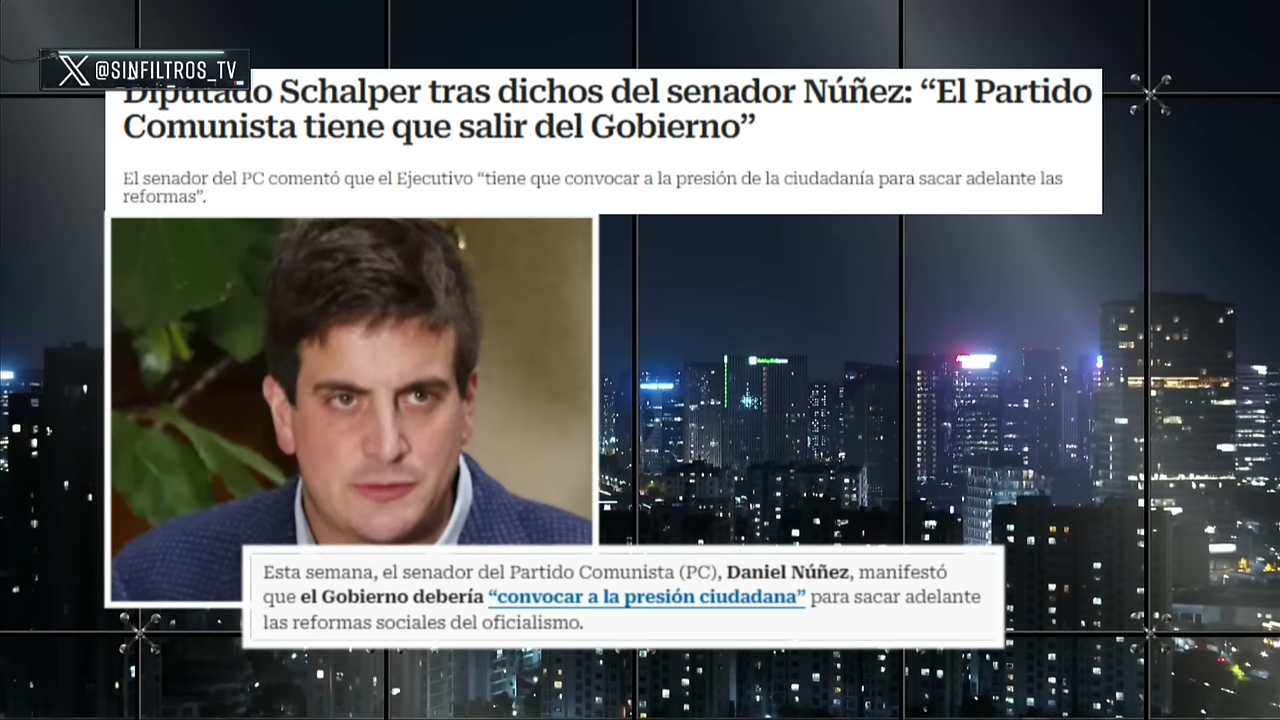 @SINFILTROS_TV
Diputado Schalper tras dichos del senador Núñez: “El Partido
Comunista tiene que salir del Gobierno”
El senador del PC comentó que el Ejecutivo “tiene que convocar a la presión de la ciudadanía para sacar adelante las
reformas”.
Esta semana, el senador del Partido Comunista (PC), Daniel Núñez, manifestó
que el Gobierno debería “convocar a la presión ciudadana” para sacar adelante
las reformas sociales del oficialismo.